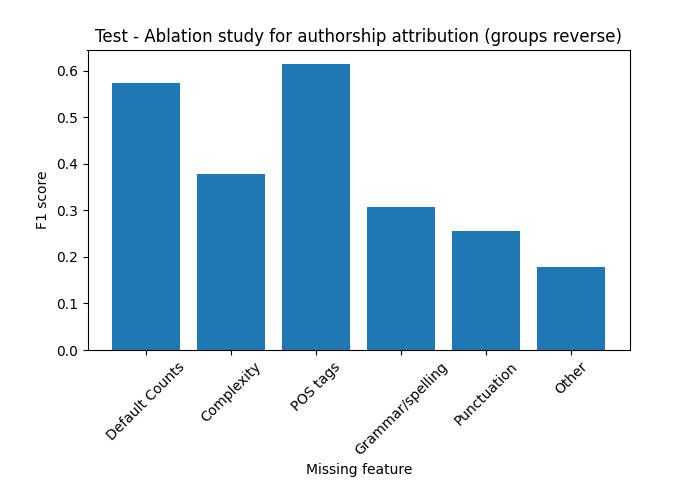 Test - Ablation study for authorship attribution (groups reverse)
F1 score
0.6
0.5
0.4
0.3
0.2
0.1
0.0
Default Counts
Complexity
POS tags
Grammar/spelling
Punctuation
Other
Missing feature